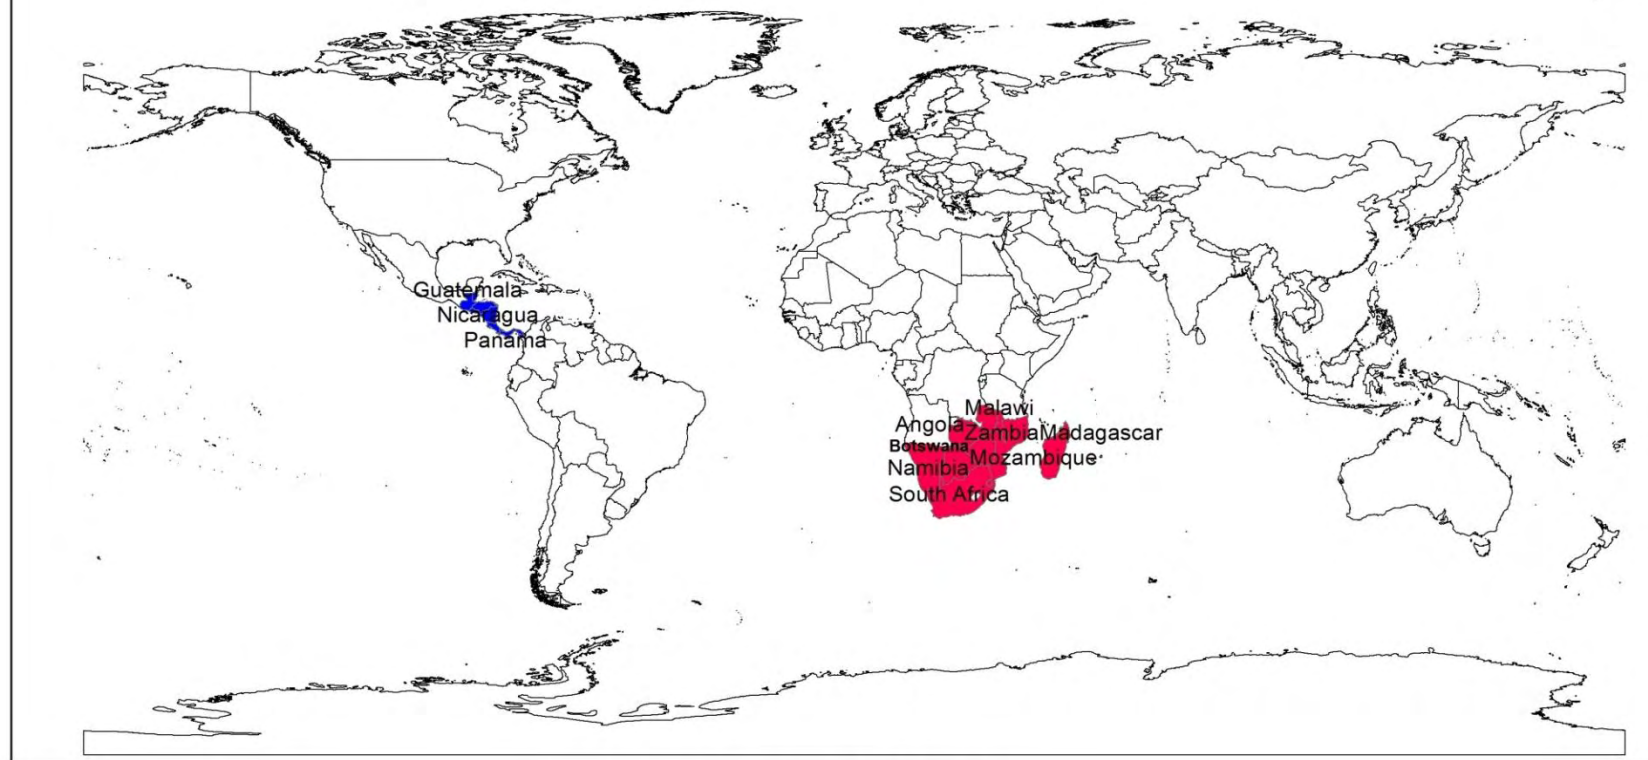 Guatemala
Nicaragua
Panama
Malawi
Angola
Zambia
Madagascar
Botswana
Mozambique
Namibia
South Africa